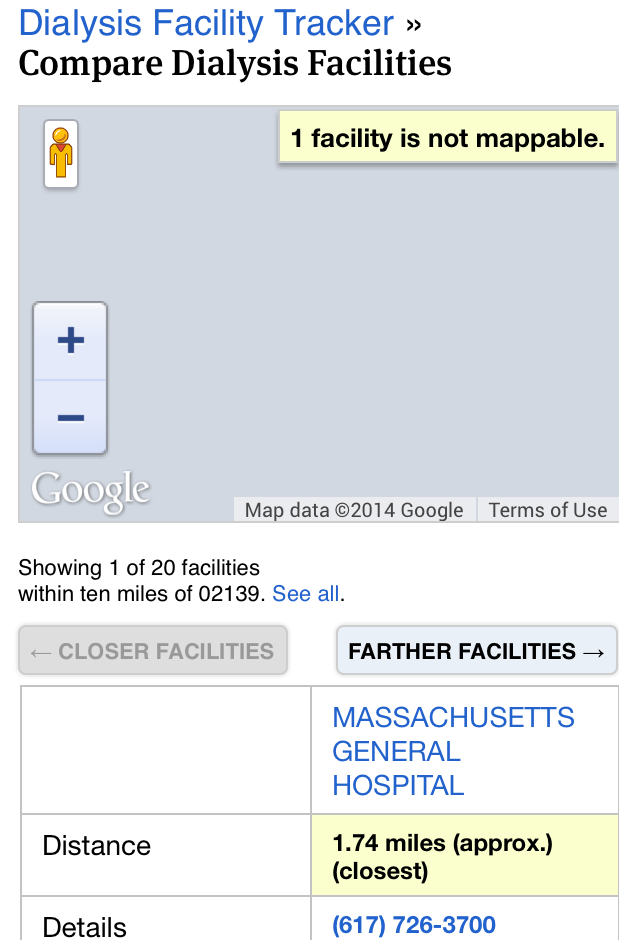 Dialysis Facility Tracker »
Compare Dialysis Facilities
1 facility is not mappable.
+
−
Google
Map data ©2014 Google
Terms of Use
Showing 1 of 20 facilities
within ten miles of 02139. See all.
← CLOSER FACILITIES
FARTHER FACILITIES →
MASSACHUSETTS
GENERAL
HOSPITAL
Distance
1.74 miles (approx.)
(closest)
Details
(617) 726-3700